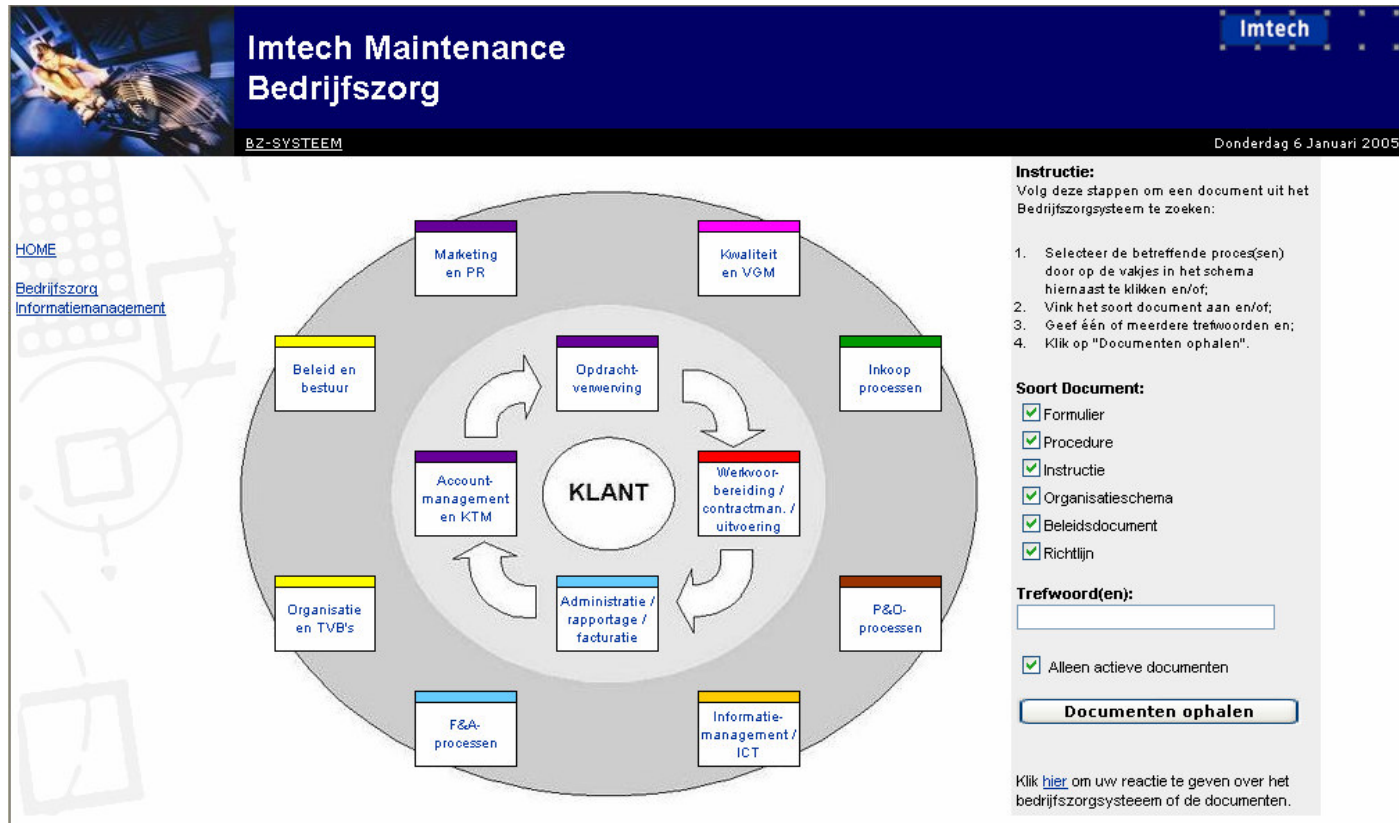 Imtech Maintenance
Bedrijfszorg
Imtech
BZ-SYSTEEM
Donderdag 6 Januari 2005
HOME
Bedrijfszorg
Informatiemanagement
Marketing
en PR
Kwaliteit
en VGM
Beleid en
bestuur
Opdracht-
verwerving
Inkoop
processen
Account-
management
en KTM
KLANT
Werkvoor-
bereiding /
contractman. /
uitvoering
Organisatie
en TVB's
Administratie /
rapportage /
facturatie
P&O-
processen
F&A-
processen
Informatie-
management /
ICT
Instructie:
Volg deze stappen om een document uit het
Bedrijfszorgsysteem te zoeken:
1. Selecteer de betreffende proces(sen)
door op de vakjes in het schema
hiernaast te klikken en/of;
2. Vink het soort document aan en/of;
3. Geef één of meerdere trefwoorden en;
4. Klik op "Documenten ophalen".
Soort Document:
Formulier
Procedure
Instructie
Organisatieschema
Beleidsdocument
Richtlijn
Trefwoord(en):
Alleen actieve documenten
Documenten ophalen
Klik hier om uw reactie te geven over het
bedrijfszorgsysteeem of de documenten.